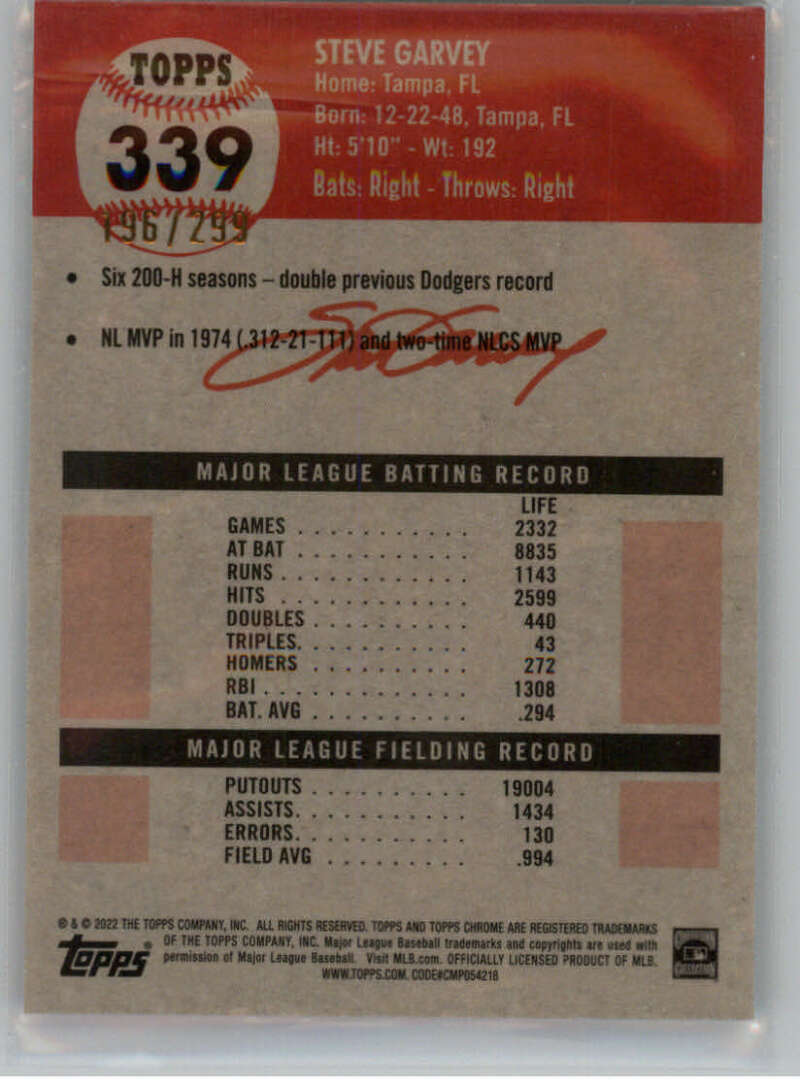 TOPPS
339
196/299
STEVE GARVEY
Home: Tampa, FL
Born: 12-22-48, Tampa, FL
Ht: 5'10" - Wt: 192
Bats: Right - Throws: Right
• Six 200-H seasons – double previous Dodgers record
• NL MVP in 1974 (.312-21-111) and two-time NLCS MVP
MAJOR LEAGUE BATTING RECORD
LIFE
GAMES . . . . . . . . . . . 2332
AT BAT . . . . . . . . . . . 8835
RUNS . . . . . . . . . . . . 1143
HITS . . . . . . . . . . . . 2599
DOUBLES . . . . . . . . . . 440
TRIPLES. . . . . . . . . . . 43
HOMERS . . . . . . . . . . 272
RBI . . . . . . . . . . . . . 1308
BAT. AVG . . . . . . . . . . .294
MAJOR LEAGUE FIELDING RECORD
PUTOUTS . . . . . . . . . . 19004
ASSISTS. . . . . . . . . . . 1434
ERRORS. . . . . . . . . . . 130
FIELD AVG . . . . . . . . . .994
® & © 2022 THE TOPPS COMPANY, INC. ALL RIGHTS RESERVED. TOPPS AND TOPPS CHROME ARE REGISTERED TRADEMARKS
OF THE TOPPS COMPANY, INC. Major League Baseball trademarks and copyrights are used with
permission of Major League Baseball. Visit MLB.com. OFFICIALLY LICENSED PRODUCT OF MLB.
WWW.TOPPS.COM. CODE#CMP054218
Topps®